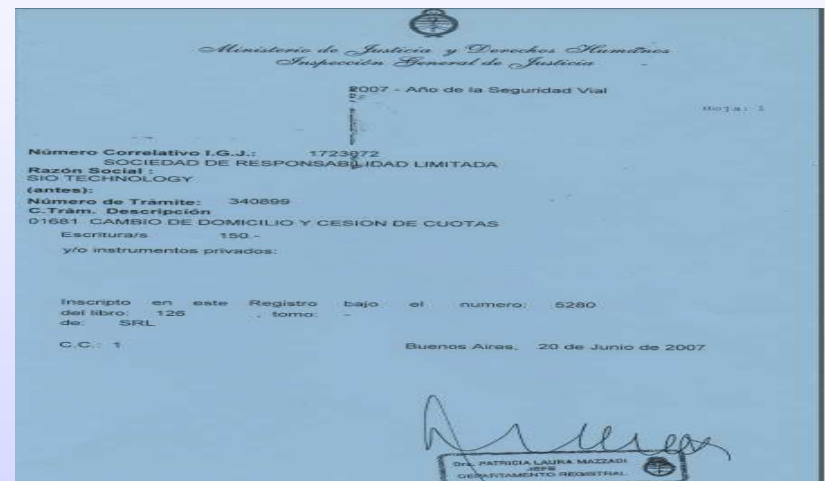 Ministerio de Justicia y Derechos Humanos
Inspección General de Justicia
2007 - Año de la Seguridad Vial
Hoja: 1
Número Correlativo I.G.J.: 1723972
SOCIEDAD DE RESPONSABILIDAD LIMITADA
Razón Social :
SIO TECHNOLOGY
(antes):
Número de Trámite: 340899
C.Trám. Descripción
01681 CAMBIO DE DOMICILIO Y CESION DE CUOTAS
Escritura/s 150.-
y/o instrumentos privados:
Inscripto en este Registro bajo el numero: 5280
del libro: 126 , tomo: -
de: SRL
C.C.: 1 Buenos Aires, 20 de Junio de 2007
Dra. PATRICIA LAURA MAZZADI
JEFE
DEPARTAMENTO REGISTRAL